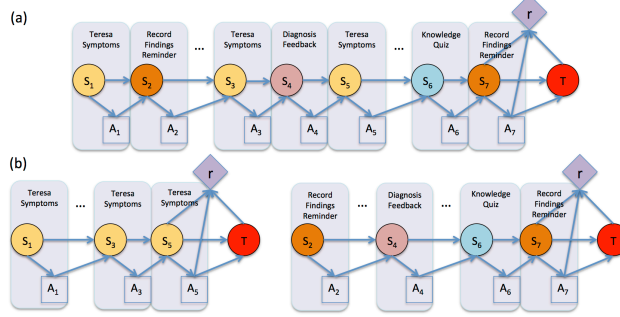 (a)
r
Teresa
Symptoms
Record
Findings
Reminder
...
Teresa
Symptoms
Diagnosis
Feedback
Teresa
Symptoms
...
Knowledge
Quiz
Record
Findings
Reminder
S1
S2
S3
S4
S5
S6
S7
T
A1
A2
A3
A4
A5
A6
A7
(b)
r
Teresa
Symptoms
...
Teresa
Symptoms
Teresa
Symptoms
S1
S3
S5
T
A1
A3
A5
r
Record
Findings
Reminder
...
Diagnosis
Feedback
...
Knowledge
Quiz
Record
Findings
Reminder
S2
S4
S6
S7
T
A2
A4
A6
A7